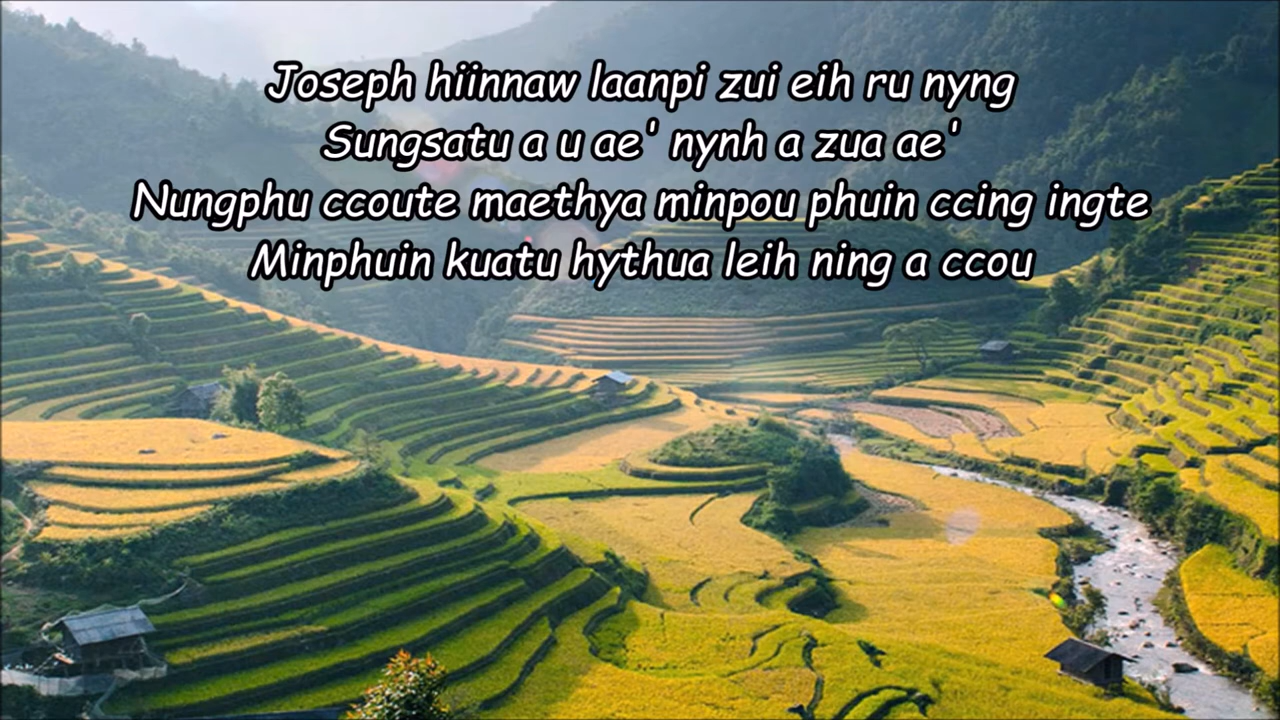 Joseph hiinnaw laanpi zui eih ru nyng
Sungsatu a u ae' nynh a zua ae'
Nungphu ccoute maethya minpou phuin ccing ingte
Minphuin kuatu hythua leih ning a ccou